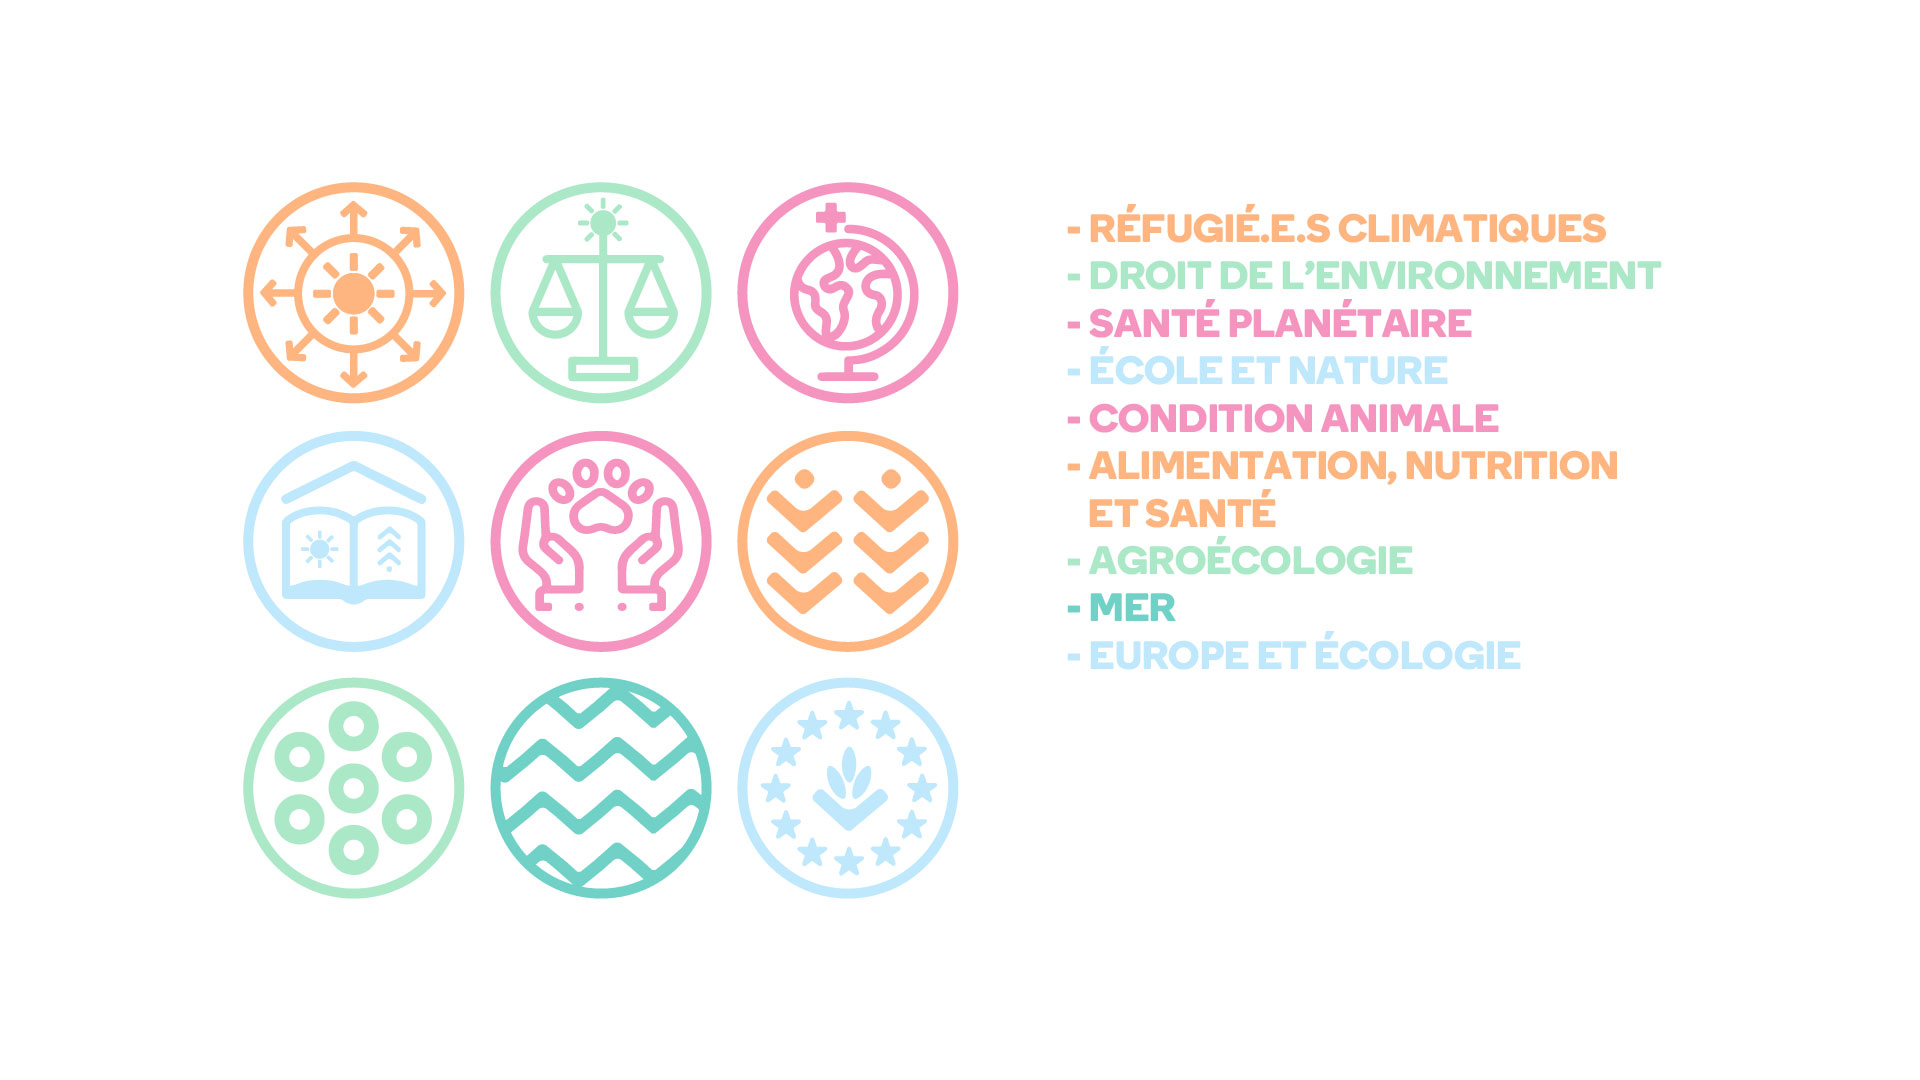 - RÉFUGIÉ.E.S CLIMATIQUES
- DROIT DE L’ENVIRONNEMENT
- SANTÉ PLANÉTAIRE
- ÉCOLE ET NATURE
- CONDITION ANIMALE
- ALIMENTATION, NUTRITION
ET SANTÉ
- AGROÉCOLOGIE
- MER
- EUROPE ET ÉCOLOGIE